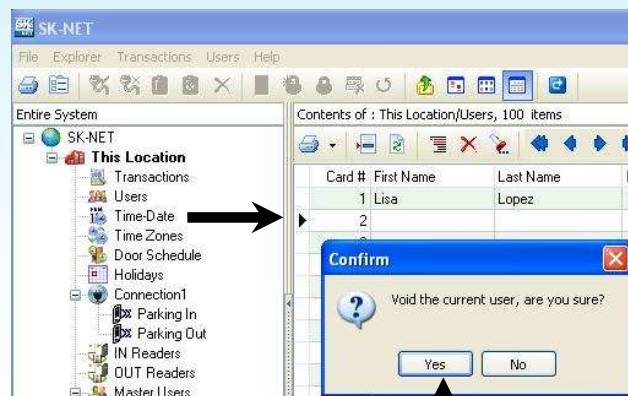 SK-NET
File Explorer Transactions Users Help
Entire System
Contents of : This Location/Users, 100 items
SK-NET
This Location
Transactions
Users
Time-Date
Time Zones
Door Schedule
Holidays
Connection1
Parking In
Parking Out
IN Readers
OUT Readers
Master Users
Card # First Name Last Name
1 Lisa Lopez
2
Confirm
Void the current user, are you sure?
Yes No